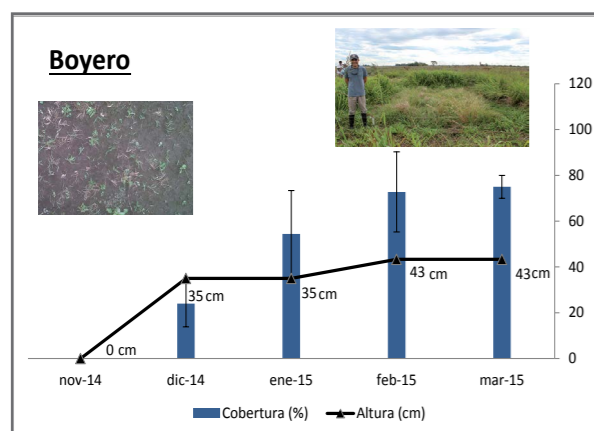 Boyero
120
100
80
60
40
20
0
0 cm
35 cm
35 cm
43 cm
43 cm
nov-14 dic-14 ene-15 feb-15 mar-15
Cobertura (%) Altura (cm)